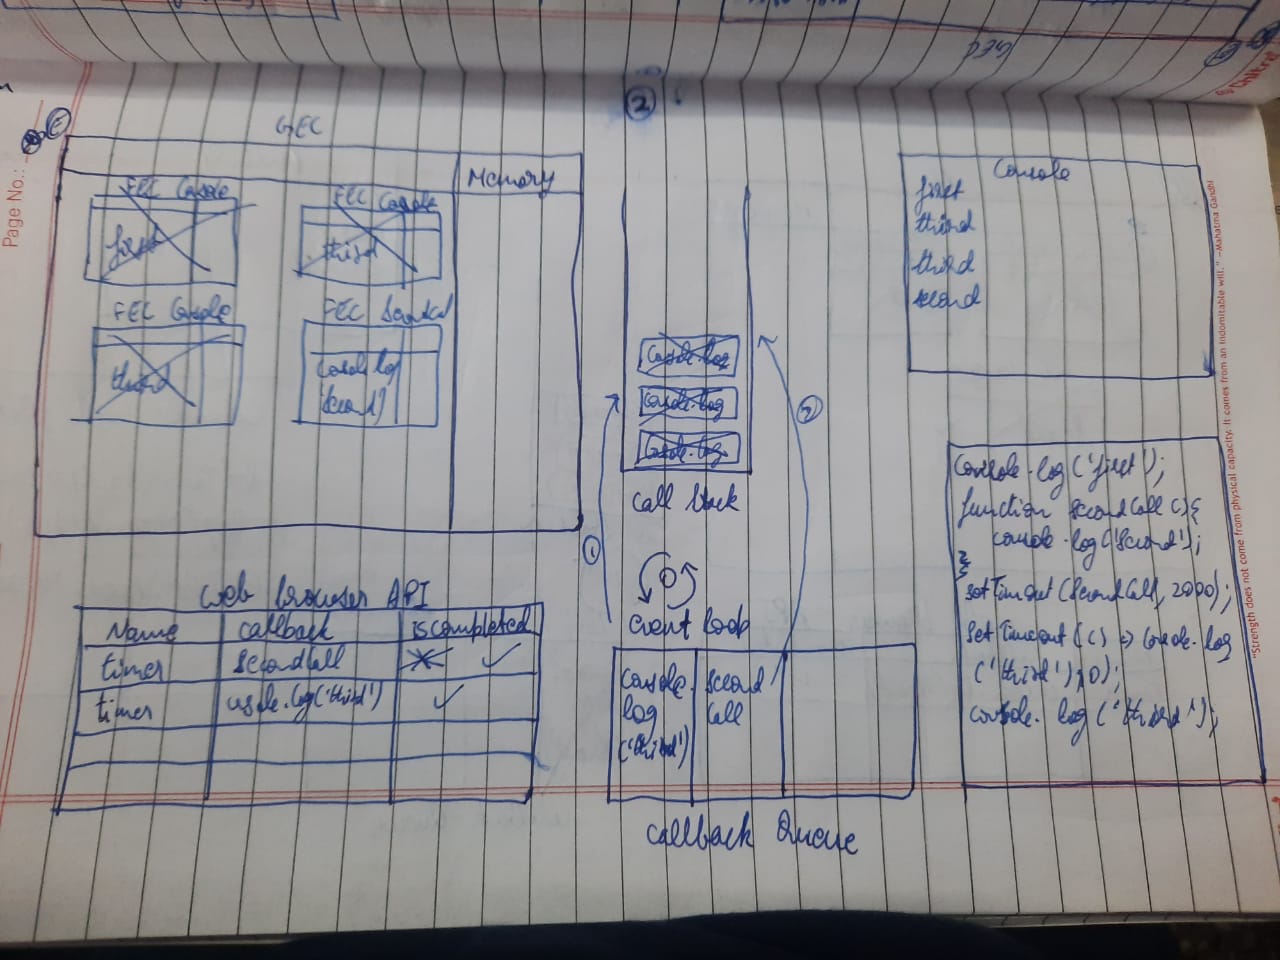 Page No.:
②
GEC
Memory
FEC Console
first
FEC Console
third
FEC Console
third
FEC Second
console.log
second)
console.log
console.log
console.log
call stack
①
②
event loop
console.
log
('third')
second
call
callback Queue
Web browser API
Name callback iscompleted
timer secondCall
timer console.log('third')
Console
first
third
third
second
console.log('first');
function secondCall(){
console.log('second');
}
setTimeout(secondCall, 2000);
setTimeout(() => console.log
('third'),0);
console.log('third');
"Strength does not come from physical capacity. It comes from an indomitable will." –Mahatma Gandhi